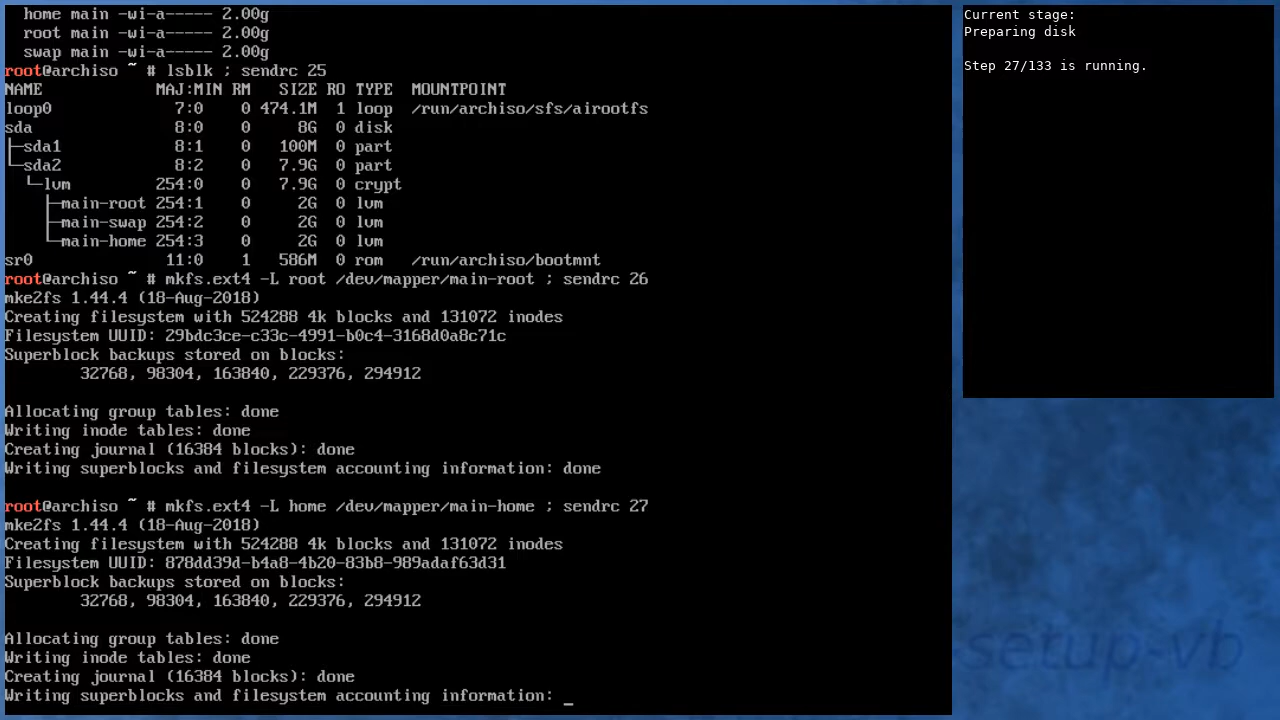 home main -wi-a----- 2.00g
  root main -wi-a----- 2.00g
  swap main -wi-a----- 2.00g
root@archiso ~ # lsblk ; sendrc 25
NAME            MAJ:MIN RM   SIZE RO TYPE  MOUNTPOINT
loop0             7:0    0 474.1M  1 loop  /run/archiso/sfs/airootfs
sda               8:0    0     8G  0 disk
├─sda1            8:1    0   100M  0 part
└─sda2            8:2    0   7.9G  0 part
  └─lvm         254:0    0   7.9G  0 crypt
    ├─main-root 254:1    0     2G  0 lvm
    ├─main-swap 254:2    0     2G  0 lvm
    └─main-home 254:3    0     2G  0 lvm
sr0              11:0    1   586M  0 rom   /run/archiso/bootmnt
root@archiso ~ # mkfs.ext4 -L root /dev/mapper/main-root ; sendrc 26
mke2fs 1.44.4 (18-Aug-2018)
Creating filesystem with 524288 4k blocks and 131072 inodes
Filesystem UUID: 29bdc3ce-c33c-4991-b0c4-3168d0a8c71c
Superblock backups stored on blocks:
        32768, 98304, 163840, 229376, 294912

Allocating group tables: done
Writing inode tables: done
Creating journal (16384 blocks): done
Writing superblocks and filesystem accounting information: done

root@archiso ~ # mkfs.ext4 -L home /dev/mapper/main-home ; sendrc 27
mke2fs 1.44.4 (18-Aug-2018)
Creating filesystem with 524288 4k blocks and 131072 inodes
Filesystem UUID: 878dd39d-b4a8-4b20-83b8-989adaf63d31
Superblock backups stored on blocks:
        32768, 98304, 163840, 229376, 294912

Allocating group tables: done
Writing inode tables: done
Creating journal (16384 blocks): done
Writing superblocks and filesystem accounting information: _
Current stage:
Preparing disk

Step 27/133 is running.
setup-vb